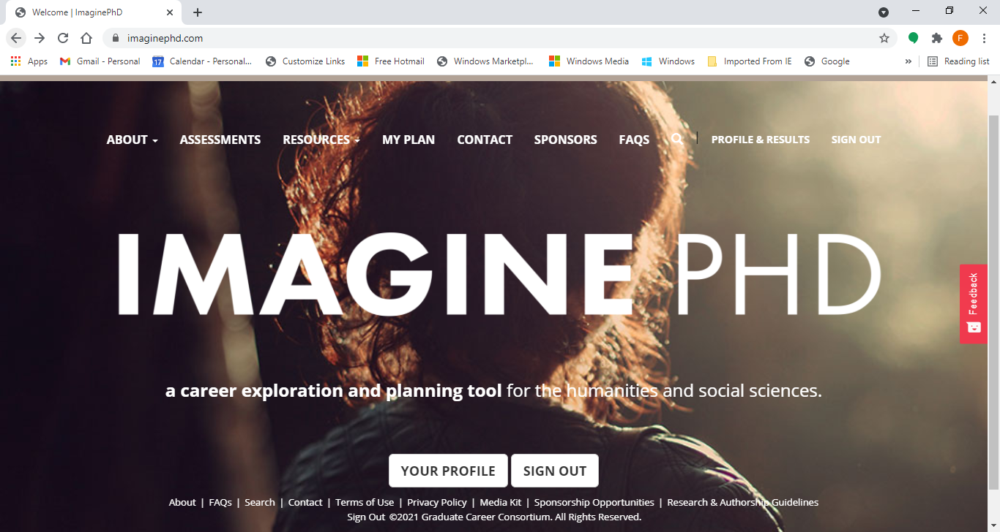 Welcome | ImaginePhD
imaginephd.com
F
Apps Gmail - Personal 17 Calendar - Personal... Customize Links Free Hotmail Windows Marketpl... Windows Media Windows Imported From IE Google » Reading list
ABOUT ASSESSMENTS RESOURCES MY PLAN CONTACT SPONSORS FAQS | PROFILE & RESULTS SIGN OUT
IMAGINE PHD
Feedback
a career exploration and planning tool for the humanities and social sciences.
YOUR PROFILE SIGN OUT
About | FAQs | Search | Contact | Terms of Use | Privacy Policy | Media Kit | Sponsorship Opportunities | Research & Authorship Guidelines
Sign Out ©2021 Graduate Career Consortium. All Rights Reserved.